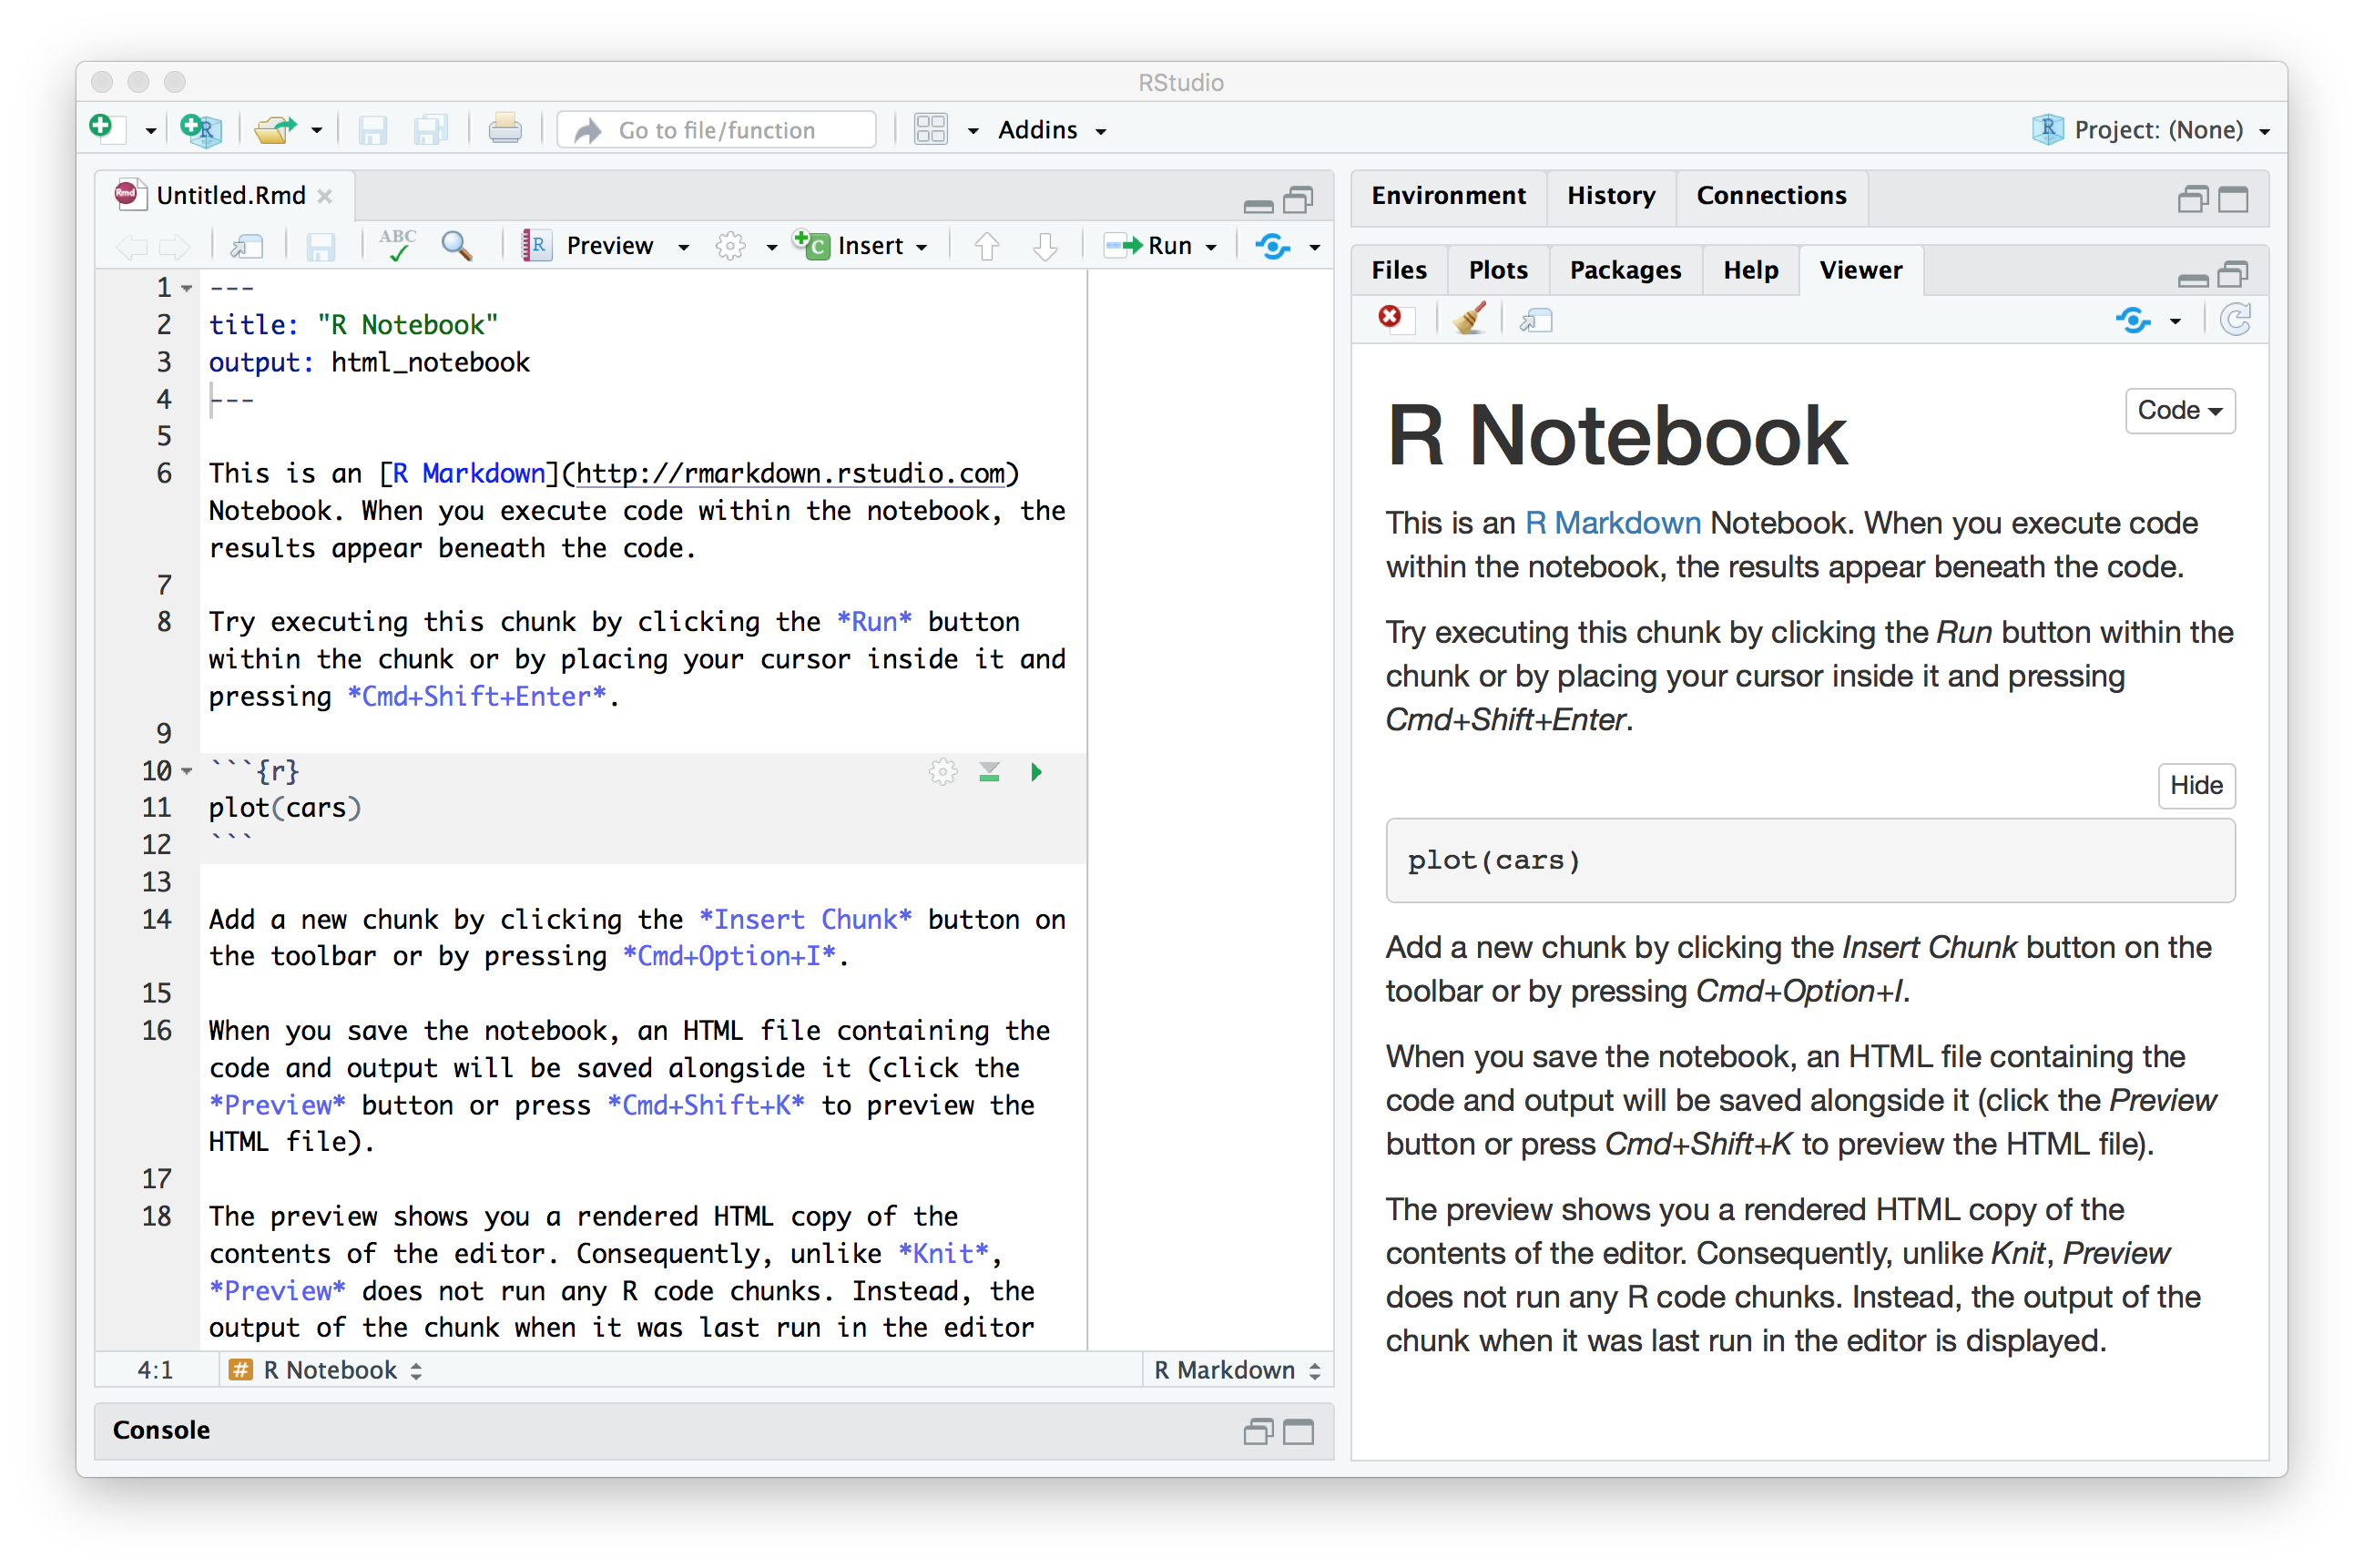 RStudio
Go to file/function
Addins
Project: (None)
Untitled.Rmd
ABC
Preview
Insert
Run
1 ---
2 title: "R Notebook"
3 output: html_notebook
4 ---
5
6 This is an [R Markdown](http://rmarkdown.rstudio.com)
Notebook. When you execute code within the notebook, the
results appear beneath the code.
7
8 Try executing this chunk by clicking the *Run* button
within the chunk or by placing your cursor inside it and
pressing *Cmd+Shift+Enter*.
9
10 ```{r}
11 plot(cars)
12 ```
13
14 Add a new chunk by clicking the *Insert Chunk* button on
the toolbar or by pressing *Cmd+Option+I*.
15
16 When you save the notebook, an HTML file containing the
code and output will be saved alongside it (click the
*Preview* button or press *Cmd+Shift+K* to preview the
HTML file).
17
18 The preview shows you a rendered HTML copy of the
contents of the editor. Consequently, unlike *Knit*,
*Preview* does not run any R code chunks. Instead, the
output of the chunk when it was last run in the editor
4:1
# R Notebook
R Markdown
Console
Environment
History
Connections
Files
Plots
Packages
Help
Viewer
R Notebook
Code
This is an R Markdown Notebook. When you execute code
within the notebook, the results appear beneath the code.
Try executing this chunk by clicking the Run button within the
chunk or by placing your cursor inside it and pressing
Cmd+Shift+Enter.
Hide
plot(cars)
Add a new chunk by clicking the Insert Chunk button on the
toolbar or by pressing Cmd+Option+I.
When you save the notebook, an HTML file containing the
code and output will be saved alongside it (click the Preview
button or press Cmd+Shift+K to preview the HTML file).
The preview shows you a rendered HTML copy of the
contents of the editor. Consequently, unlike Knit, Preview
does not run any R code chunks. Instead, the output of the
chunk when it was last run in the editor is displayed.